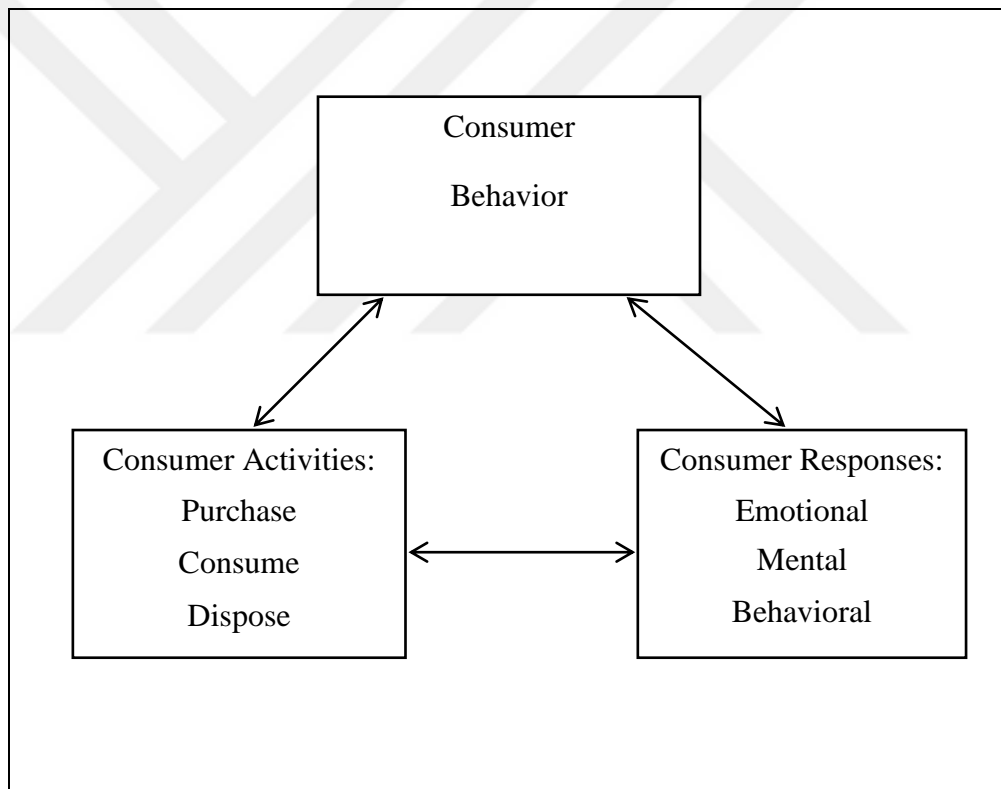 Consumer
Behavior
Consumer Activities:
Purchase
Consume
Dispose
Consumer Responses:
Emotional
Mental
Behavioral